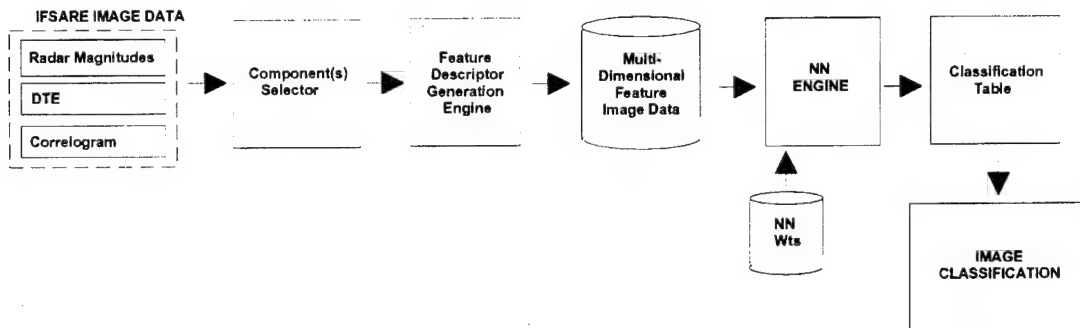 IFSARE IMAGE DATA
Radar Magnitudes
DTE
Correlogram
Component(s)
Selector
Feature
Descriptor
Generation
Engine
Multi-
Dimensional
Feature
Image Data
NN
ENGINE
Classification
Table
NN
Wts
IMAGE
CLASSIFICATION